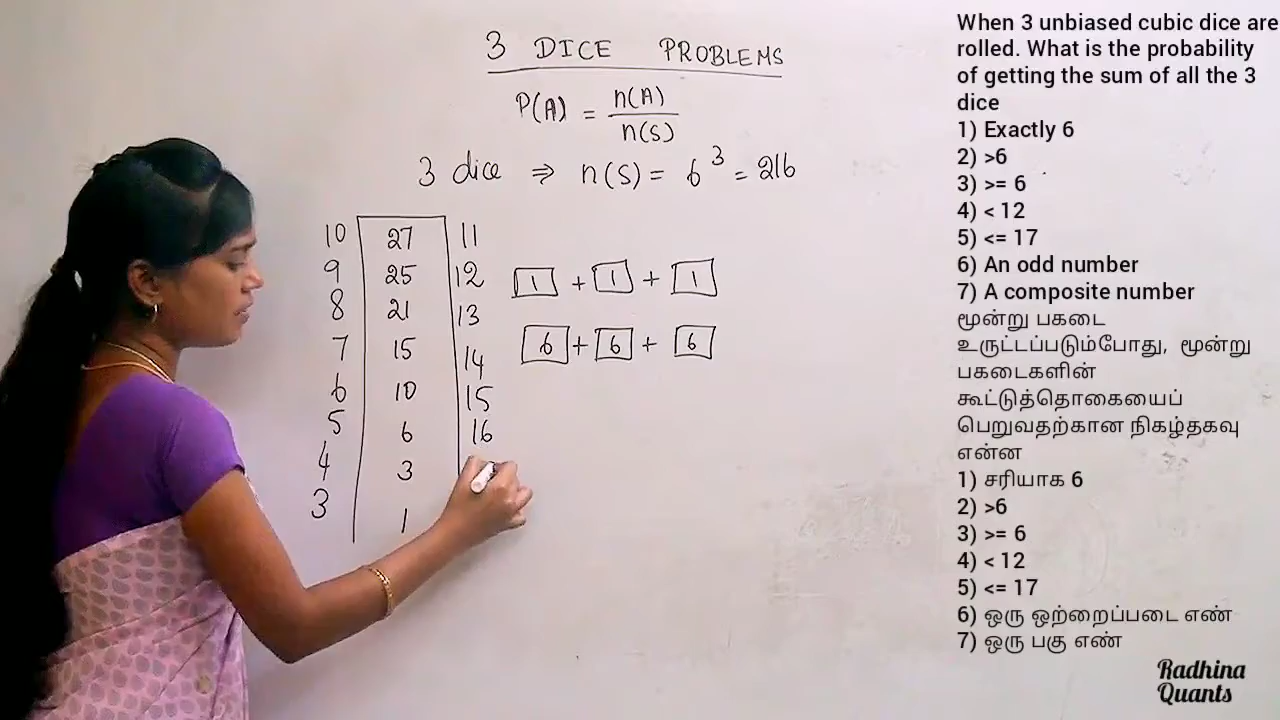 3 DICE PROBLEMS
P(A) = n(A)
n(S)
3 dice ⇒ n(S) = 6³ = 216
10 27 11
9 25 12
8 21 13
7 15 14
6 10 15
5 6 16
4 3
3 1
1 + 1 + 1
6 + 6 + 6
When 3 unbiased cubic dice are
rolled. What is the probability
of getting the sum of all the 3
dice
1) Exactly 6
2) >6
3) >= 6
4) < 12
5) <= 17
6) An odd number
7) A composite number
மூன்று பகடை
உருட்டப்படும்போது, மூன்று
பகடைகளின்
கூட்டுத்தொகையைப்
பெறுவதற்கான நிகழ்தகவு
என்ன
1) சரியாக 6
2) >6
3) >= 6
4) < 12
5) <= 17
6) ஒரு ஒற்றைப்படை எண்
7) ஒரு பகு எண்
Radhina
Quants